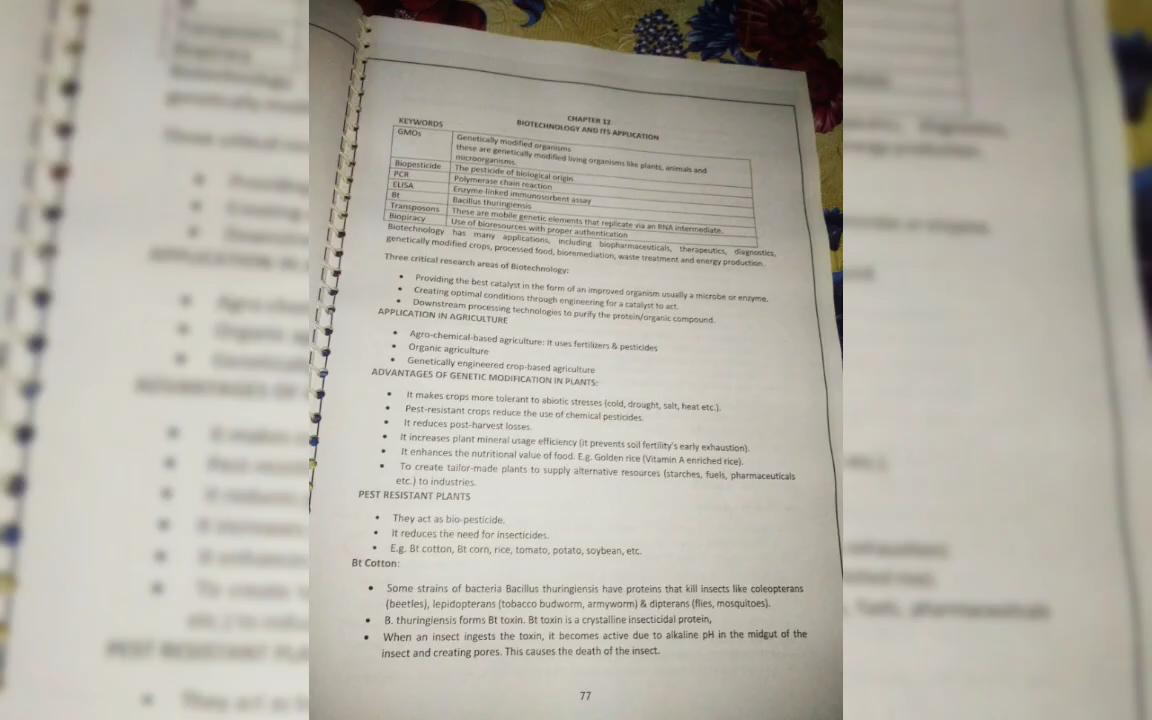 CHAPTER 12
BIOTECHNOLOGY AND ITS APPLICATION
KEYWORDS
GMOs Genetically modified organisms
these are genetically modified living organisms like plants, animals and
microorganisms.
Biopesticide The pesticide of biological origin
PCR Polymerase chain reaction
ELISA Enzyme-linked immunosorbent assay
Bt Bacillus thuringiensis
Transposons These are mobile genetic elements that replicate via an RNA intermediate.
Biopiracy Use of bioresources with proper authentication
Biotechnology has many applications, including biopharmaceuticals, therapeutics, diagnostics,
genetically modified crops, processed food, bioremediation, waste treatment and energy production.
Three critical research areas of Biotechnology:
• Providing the best catalyst in the form of an improved organism usually a microbe or enzyme.
• Creating optimal conditions through engineering for a catalyst to act.
• Downstream processing technologies to purify the protein/organic compound.
APPLICATION IN AGRICULTURE
• Agro-chemical-based agriculture: It uses fertilizers & pesticides
• Organic agriculture
• Genetically engineered crop-based agriculture
ADVANTAGES OF GENETIC MODIFICATION IN PLANTS:
• It makes crops more tolerant to abiotic stresses (cold, drought, salt, heat etc.).
• Pest-resistant crops reduce the use of chemical pesticides.
• It reduces post-harvest losses.
• It increases plant mineral usage efficiency (it prevents soil fertility's early exhaustion).
• It enhances the nutritional value of food. E.g. Golden rice (Vitamin A enriched rice).
• To create tailor-made plants to supply alternative resources (starches, fuels, pharmaceuticals
etc.) to industries.
PEST RESISTANT PLANTS
• They act as bio-pesticide.
• It reduces the need for insecticides.
• E.g. Bt cotton, Bt corn, rice, tomato, potato, soybean, etc.
Bt Cotton:
• Some strains of bacteria Bacillus thuringiensis have proteins that kill insects like coleopterans
(beetles), lepidopterans (tobacco budworm, armyworm) & dipterans (flies, mosquitoes).
• B. thuringiensis forms Bt toxin. Bt toxin is a crystalline insecticidal protein,
• When an insect ingests the toxin, it becomes active due to alkaline pH in the midgut of the
insect and creating pores. This causes the death of the insect.
77